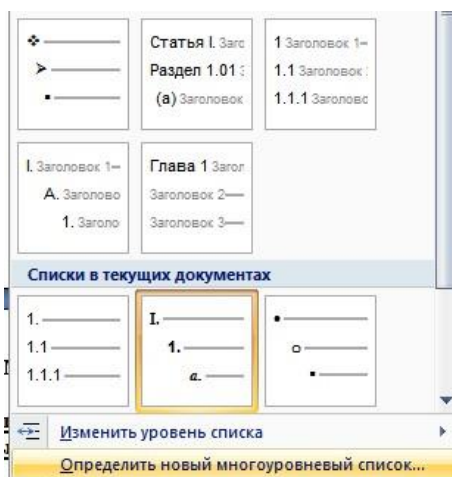 Статья I. Заго
Раздел 1.01 з
(a) Заголовок
1 Заголовок 1
1.1 Заголовок
1.1.1 Заголово
I. Заголовок 1
A. Заголово
1. Заголо
Глава 1 Загол
Заголовок 2
Заголовок 3
Списки в текущих документах
1.
1.1
1.1.1
I.
1.
a.
Изменить уровень списка
Определить новый многоуровневый список...